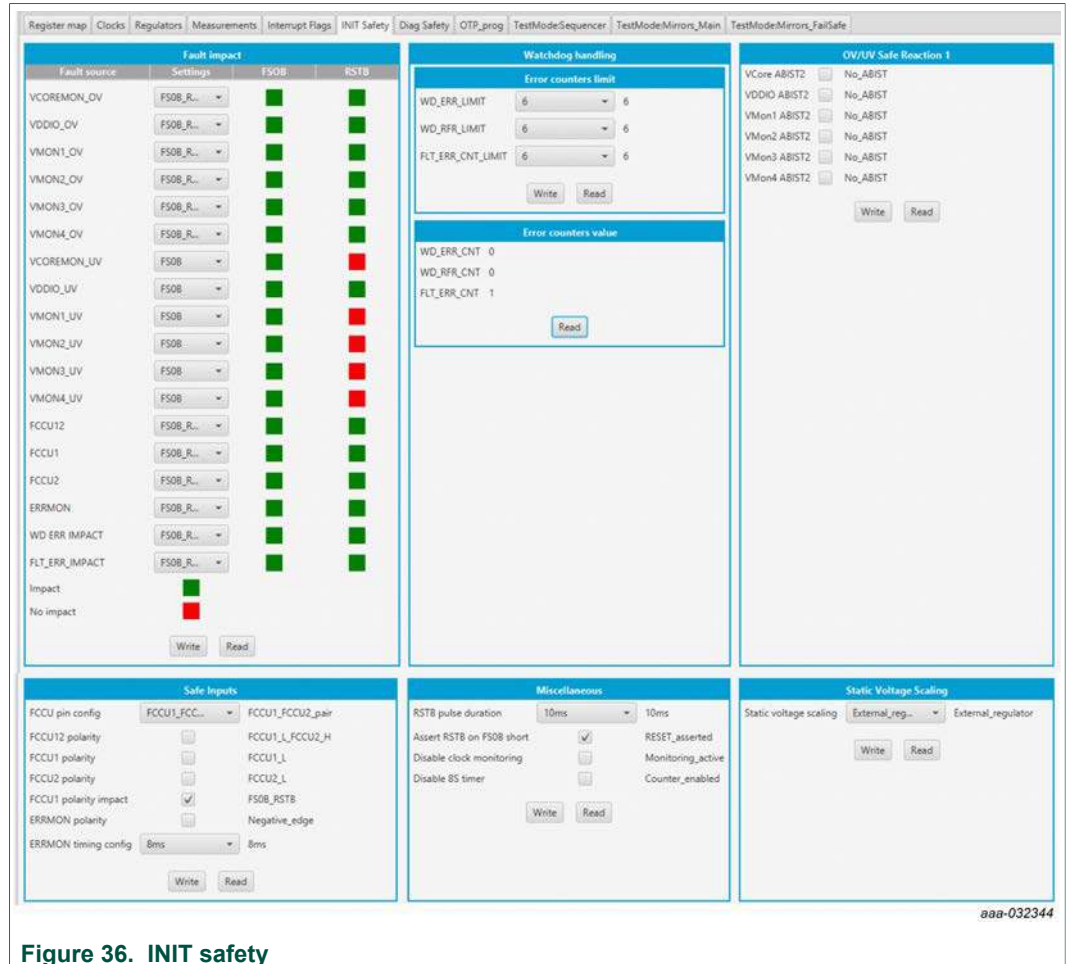 Register map Clocks Regulators Measurements Interrupt Flags INIT Safety Diag Safety OTP_prog TestMode:Sequencer TestMode:Mirrors_Main TestMode:Mirrors_FailSafe
Fault impact
Fault source Settings FS0B RSTB
VCOREMON_OV FS0B_R...
VDDIO_OV FS0B_R...
VMON1_OV FS0B_R...
VMON2_OV FS0B_R...
VMON3_OV FS0B_R...
VMON4_OV FS0B_R...
VCOREMON_UV FS0B
VDDIO_UV FS0B
VMON1_UV FS0B
VMON2_UV FS0B
VMON3_UV FS0B
VMON4_UV FS0B
FCCU12 FS0B_R...
FCCU1 FS0B_R...
FCCU2 FS0B_R...
ERRMON FS0B_R...
WD ERR IMPACT FS0B_R...
FLT_ERR_IMPACT FS0B_R...
Impact
No impact
Write Read
Watchdog handling
Error counters limit
WD_ERR_LIMIT 6 6
WD_RFR_LIMIT 6 6
FLT_ERR_CNT_LIMIT 6 6
Write Read
Error counters value
WD_ERR_CNT 0
WD_RFR_CNT 0
FLT_ERR_CNT 1
Read
OV/UV Safe Reaction 1
VCore ABIST2 No_ABIST
VDDIO ABIST2 No_ABIST
VMon1 ABIST2 No_ABIST
VMon2 ABIST2 No_ABIST
VMon3 ABIST2 No_ABIST
VMon4 ABIST2 No_ABIST
Write Read
Safe Inputs
FCCU pin config FCCU1_FCC... FCCU1_FCCU2_pair
FCCU12 polarity FCCU1_L_FCCU2_H
FCCU1 polarity FCCU1_L
FCCU2 polarity FCCU2_L
FCCU1 polarity impact FS0B_RSTB
ERRMON polarity Negative_edge
ERRMON timing config 8ms 8ms
Write Read
Miscellaneous
RSTB pulse duration 10ms 10ms
Assert RSTB on FS0B short RESET_asserted
Disable clock monitoring Monitoring_active
Disable 8S timer Counter_enabled
Write Read
Static Voltage Scaling
Static voltage scaling External_reg... External_regulator
Write Read
aaa-032344
Figure 36. INIT safety